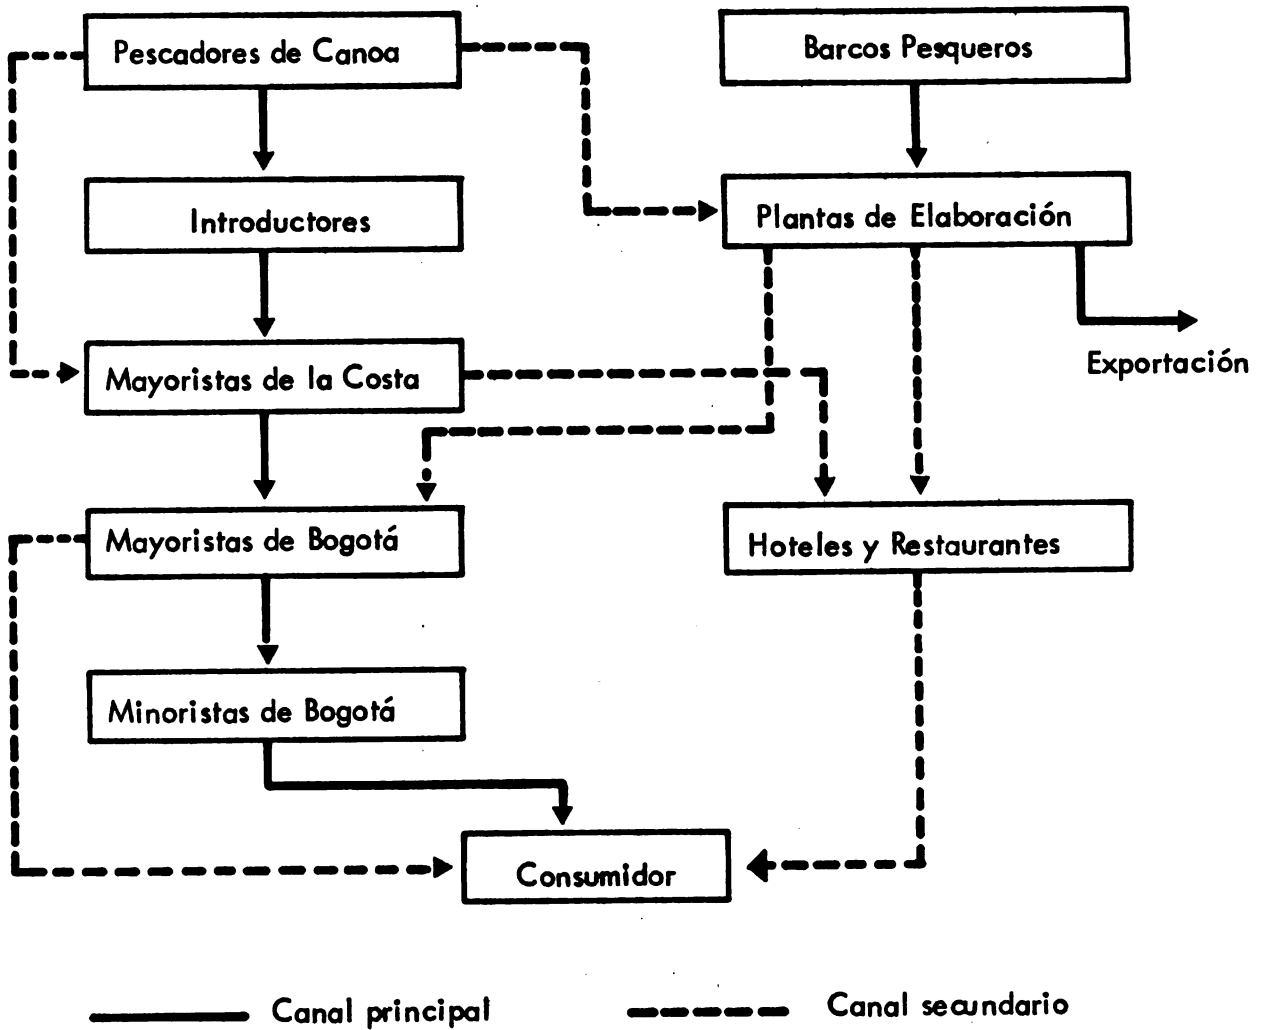 Pescadores de Canoa
Barcos Pesqueros
Introductores
Plantas de Elaboración
Exportación
Mayoristas de la Costa
Mayoristas de Bogotá
Hoteles y Restaurantes
Minoristas de Bogotá
Consumidor
Canal principal
Canal secundario